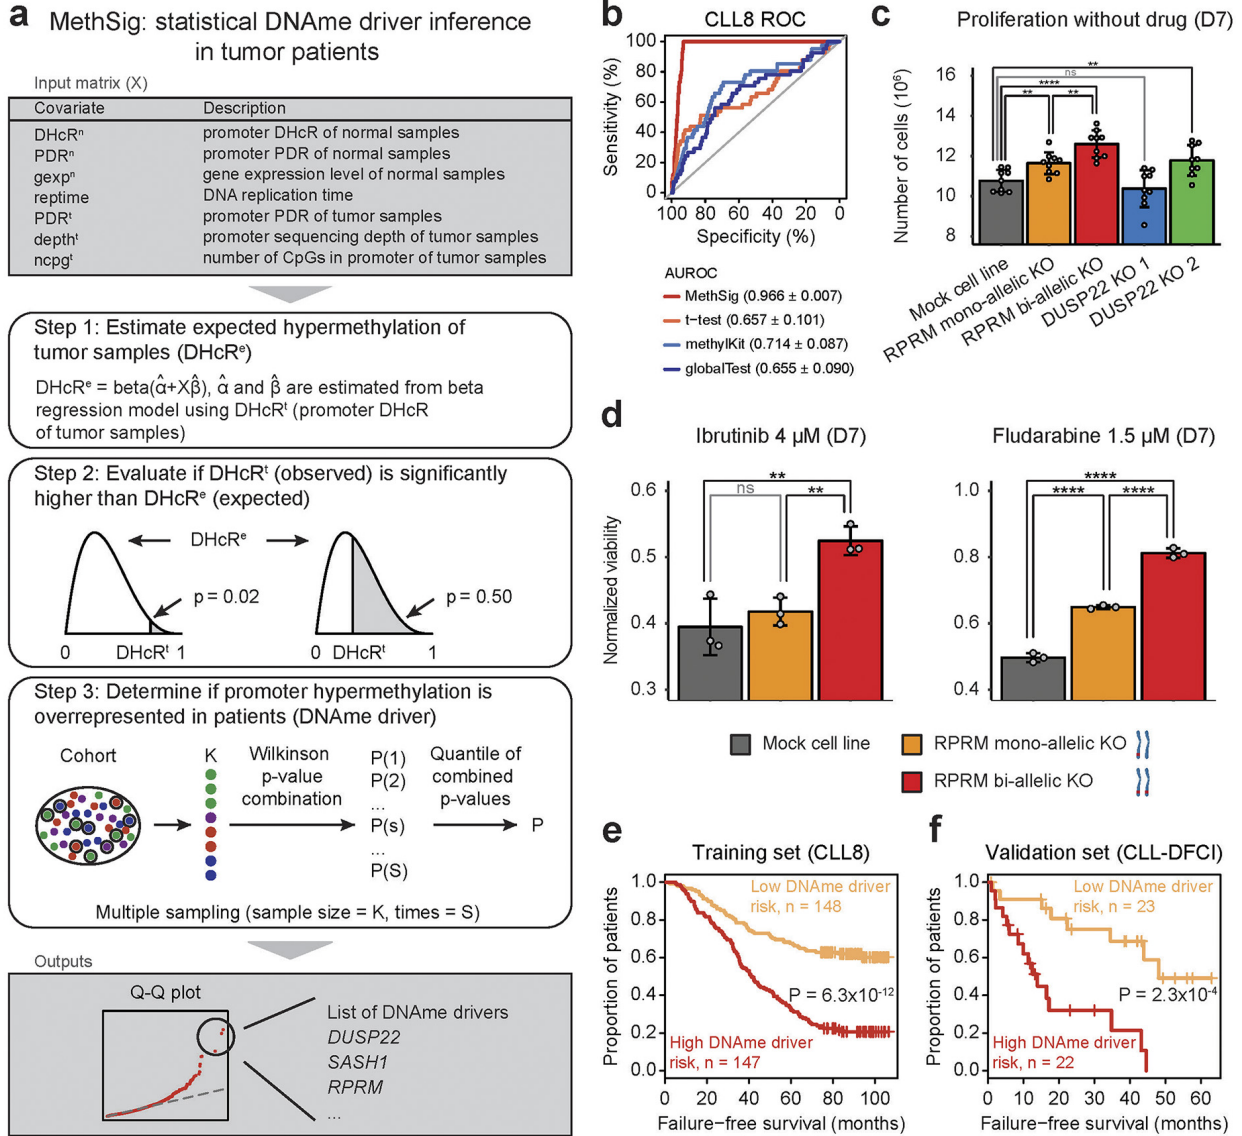 a
MethSig: statistical DNAme driver inference
in tumor patients
Input matrix (X)
Covariate Description
DHcRⁿ promoter DHcR of normal samples
PDRⁿ promoter PDR of normal samples
gexpⁿ gene expression level of normal samples
reptime DNA replication time
PDRᵗ promoter PDR of tumor samples
depthᵗ promoter sequencing depth of tumor samples
ncpgᵗ number of CpGs in promoter of tumor samples
Step 1: Estimate expected hypermethylation of
tumor samples (DHcRᵉ)
DHcRᵉ = beta(α̂+Xβ̂), α̂ and β̂ are estimated from beta
regression model using DHcRᵗ (promoter DHcR
of tumor samples)
Step 2: Evaluate if DHcRᵗ (observed) is significantly
higher than DHcRᵉ (expected)
DHcRᵉ
p = 0.02
p = 0.50
0 DHcRᵗ 1
0 DHcRᵗ 1
Step 3: Determine if promoter hypermethylation is
overrepresented in patients (DNAme driver)
Cohort
K
Wilkinson
p-value
combination
P(1)
P(2)
...
P(s)
...
P(S)
Quantile of
combined
p-values
P
Multiple sampling (sample size = K, times = S)
Outputs
Q-Q plot
List of DNAme drivers
DUSP22
SASH1
RPRM
...
b
CLL8 ROC
Sensitivity (%)
100
80
60
40
20
0
100 80 60 40 20 0
Specificity (%)
AUROC
MethSig (0.966 ± 0.007)
t-test (0.657 ± 0.101)
methylKit (0.714 ± 0.087)
globalTest (0.655 ± 0.090)
c
Proliferation without drug (D7)
Number of cells (10⁶)
16
14
12
10
8
**
ns
****
** **
Mock cell line
RPRM mono-allelic KO
RPRM bi-allelic KO
DUSP22 KO 1
DUSP22 KO 2
d
Ibrutinib 4 µM (D7)
Normalized viability
0.6
0.5
0.4
0.3
**
ns **
Fludarabine 1.5 µM (D7)
1.0
0.8
0.6
0.4
****
**** ****
Mock cell line
RPRM mono-allelic KO
RPRM bi-allelic KO
e
Training set (CLL8)
Proportion of patients
1.0
0.8
0.6
0.4
0.2
0.0
Low DNAme driver
risk, n = 148
P = 6.3x10⁻¹²
High DNAme driver
risk, n = 147
0 20 40 60 80 100
Failure−free survival (months)
f
Validation set (CLL-DFCI)
Proportion of patients
1.0
0.8
0.6
0.4
0.2
0.0
Low DNAme driver
risk, n = 23
P = 2.3x10⁻⁴
High DNAme driver
risk, n = 22
0 10 20 30 40 50 60
Failure−free survival (months)